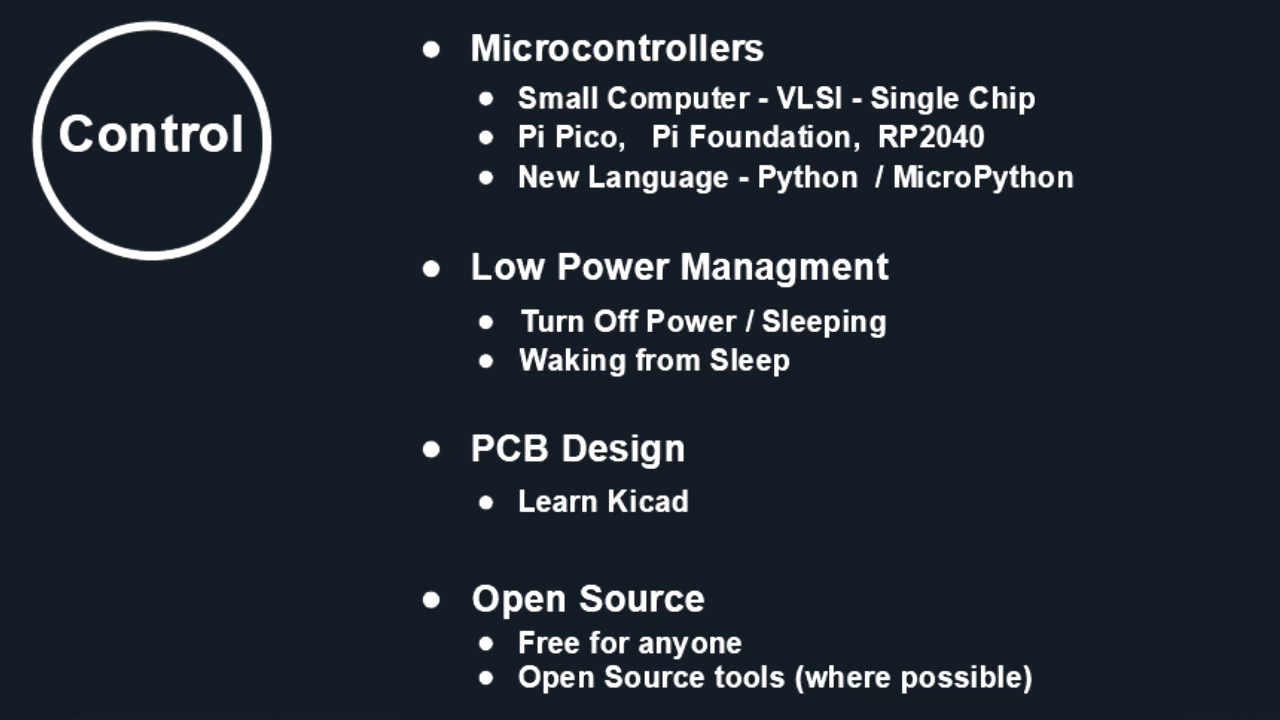 Control
Microcontrollers
Small Computer - VLSI - Single Chip
Pi Pico, Pi Foundation, RP2040
New Language - Python / MicroPython
Low Power Managment
Turn Off Power / Sleeping
Waking from Sleep
PCB Design
Learn Kicad
Open Source
Free for anyone
Open Source tools (where possible)